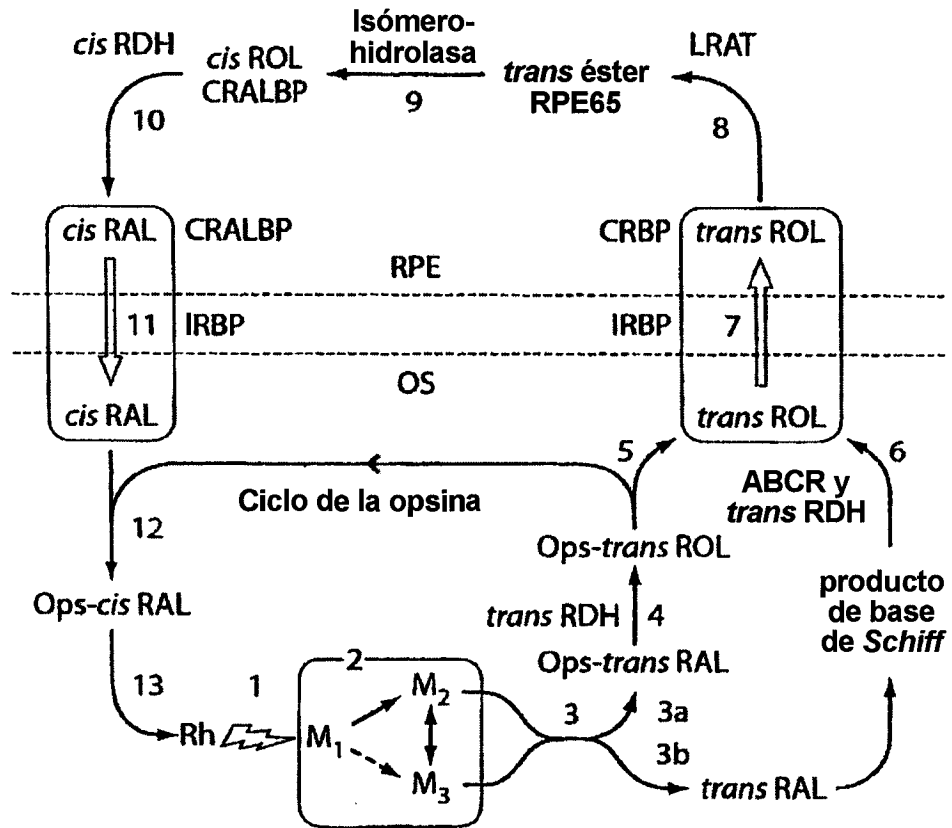 Isómero-
hidrolasa
cis RDH
cis ROL
CRALBP
trans éster
RPE65
LRAT
10
9
8
cis RAL
CRALBP
CRBP
trans ROL
RPE
11
IRBP
IRBP
7
OS
cis RAL
trans ROL
5
6
Ciclo de la opsina
ABCR y
trans RDH
12
Ops-trans ROL
Ops-cis RAL
trans RDH
4
producto
de base
de Schiff
Ops-trans RAL
13
1
2
M2
3
3a
Rh
M1
3b
M3
trans RAL